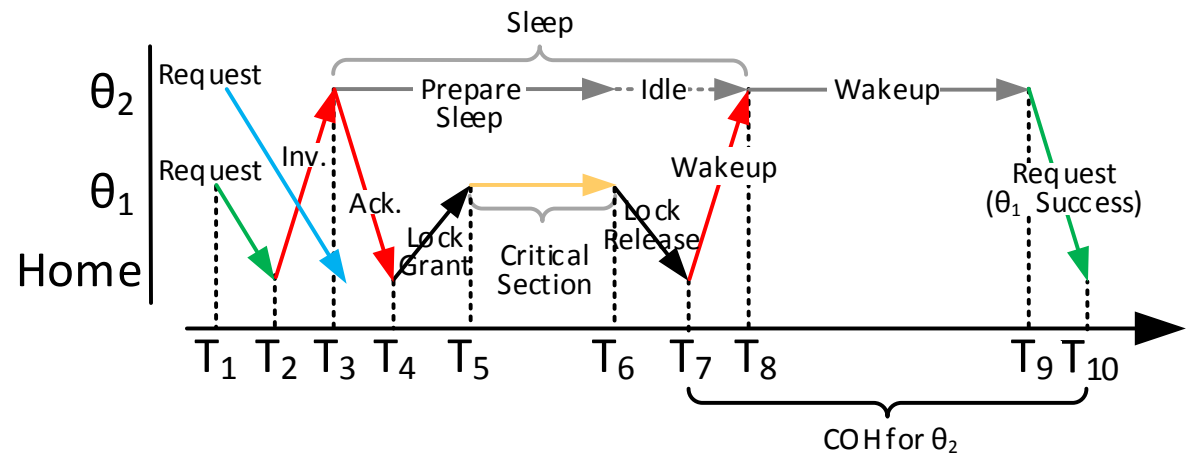 Sleep
θ2
Request
Prepare
Sleep
Idle
Wakeup
Inv.
θ1
Request
Ack.
Wakeup
Request
(θ1 Success)
Lock
Grant
Critical
Section
Lock
Release
Home
T1 T2 T3 T4 T5 T6 T7 T8 T9 T10
COH for θ2